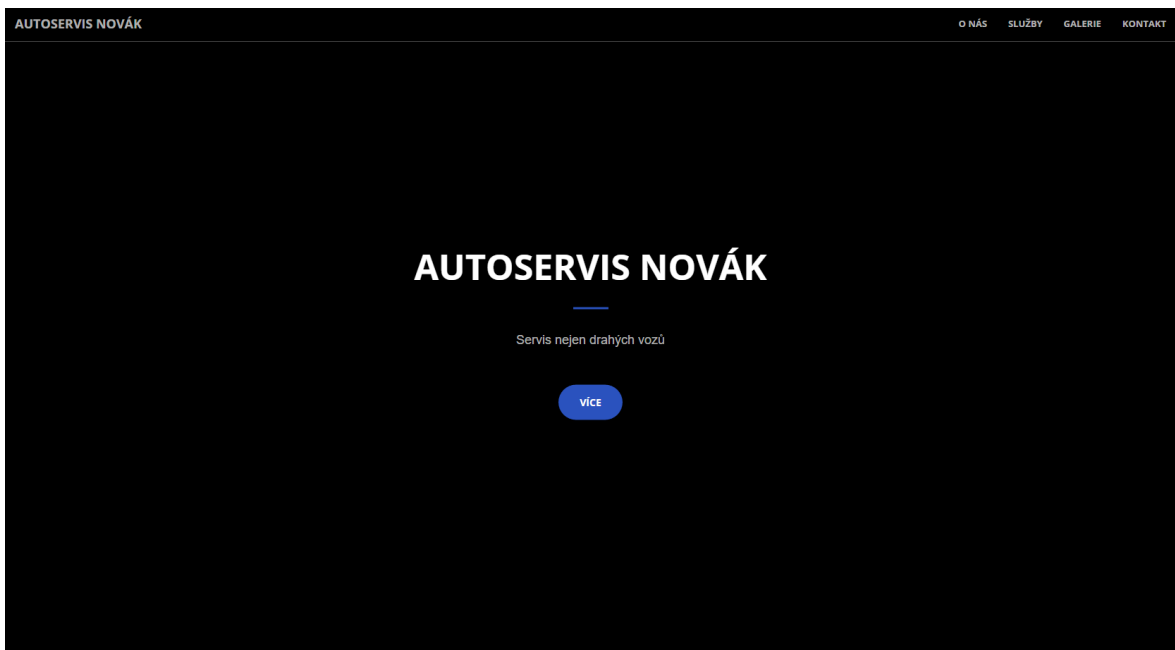 AUTOSERVIS NOVÁK
O NÁS SLUŽBY GALERIE KONTAKT
AUTOSERVIS NOVÁK
Servis nejen drahých vozů
VÍCE